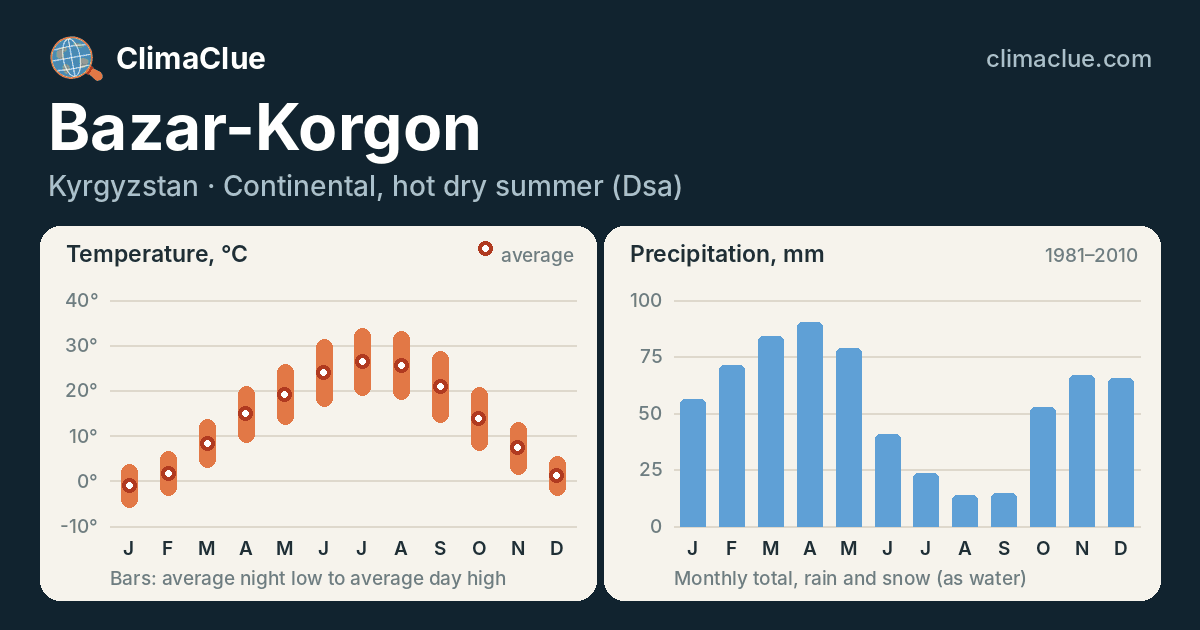 ClimaClue
climaclue.com
Bazar-Korgon
Kyrgyzstan · Continental, hot dry summer (Dsa)
Temperature, °C
average
40°
30°
20°
10°
0°
-10°
J F M A M J J A S O N D
Bars: average night low to average day high
Precipitation, mm
1981–2010
100
75
50
25
0
J F M A M J J A S O N D
Monthly total, rain and snow (as water)